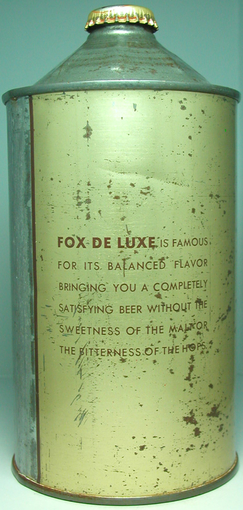 FOX DE LUXE IS FAMOUS
FOR ITS BALANCED FLAVOR
BRINGING YOU A COMPLETELY
SATISFYING BEER WITHOUT THE
SWEETNESS OF THE MALT OR
THE BITTERNESS OF THE HOPS